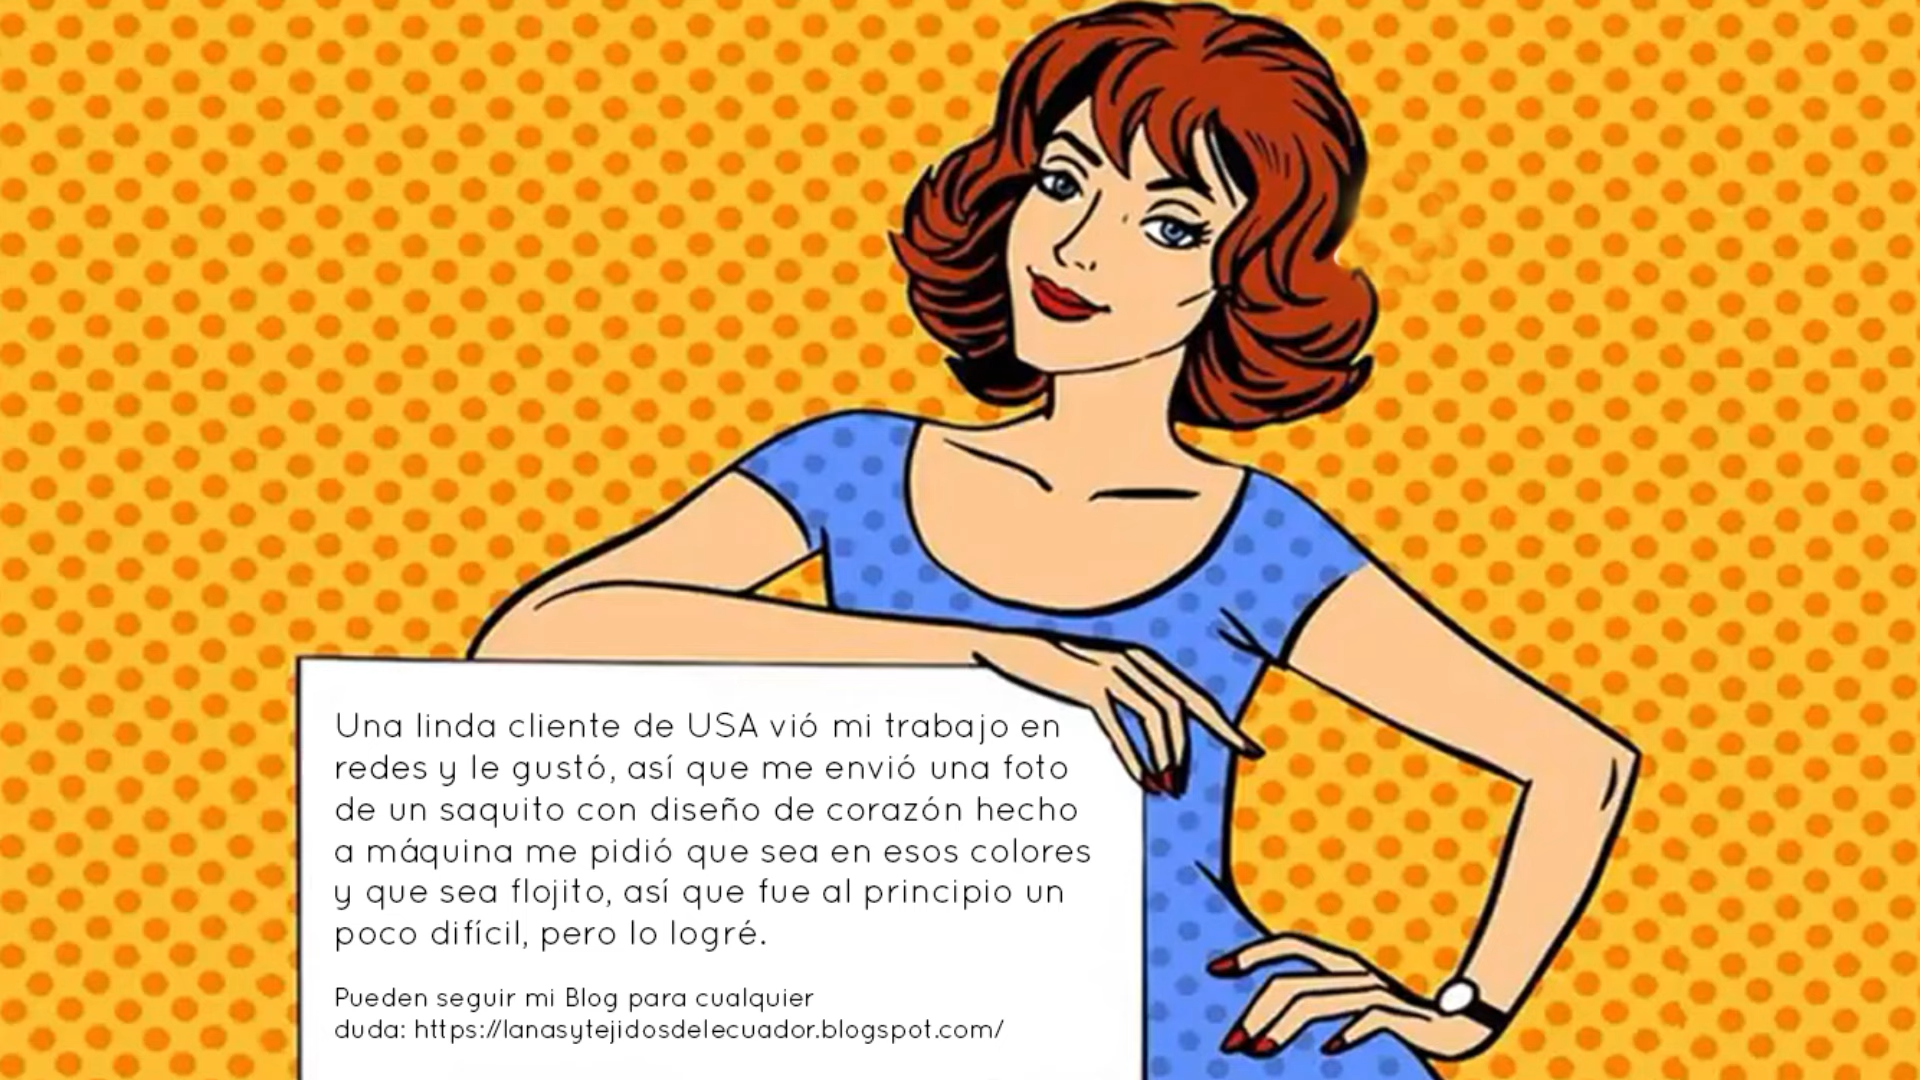 Una linda cliente de USA vió mi trabajo en
redes y le gustó, así que me envió una foto
de un saquito con diseño de corazón hecho
a máquina me pidió que sea en esos colores
y que sea flojito, así que fue al principio un
poco difícil, pero lo logré.
Pueden seguir mi Blog para cualquier
duda: https://lanasytejidosdelecuador.blogspot.com/